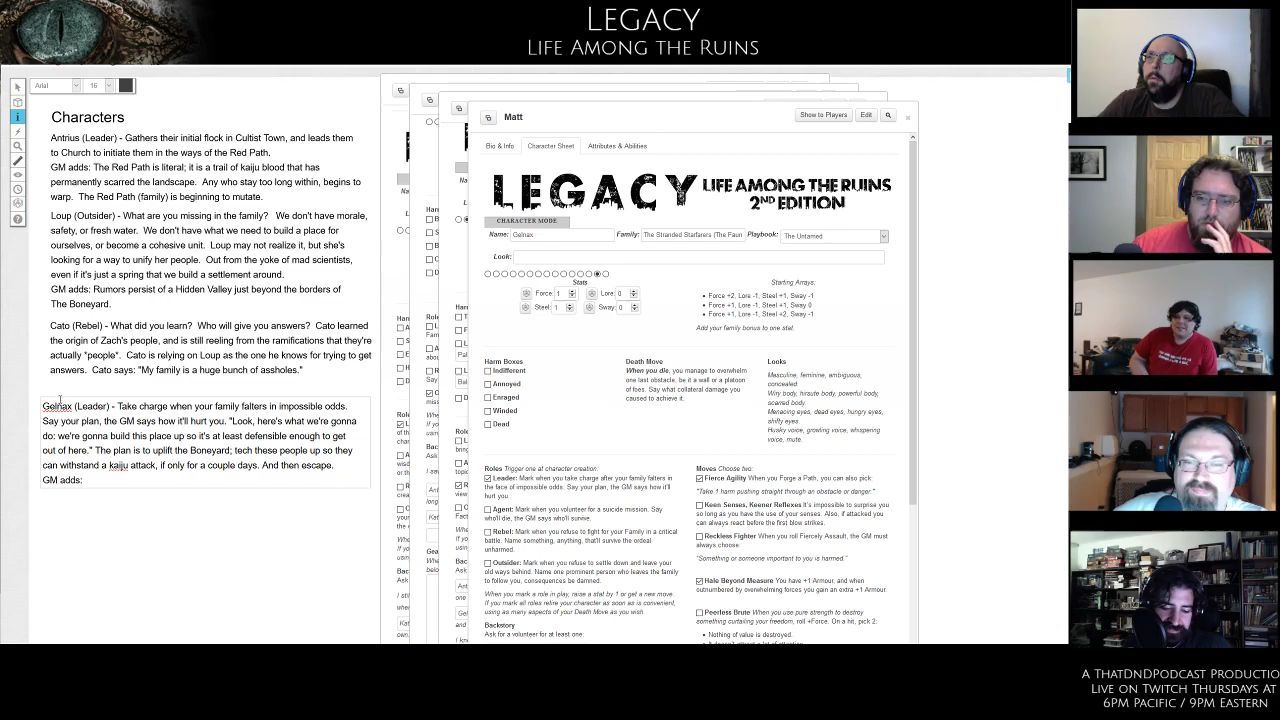 LEGACY
LIFE AMONG THE RUINS
Arial
16
Characters
Antrius (Leader) - Gathers their initial flock in Cultist Town, and leads them
to Church to initiate them in the ways of the Red Path.
GM adds: The Red Path is literal; it is a trail of kaiju blood that has
permanently scarred the landscape. Any who stay too long within, begins to
warp. The Red Path (family) is beginning to mutate.
Loup (Outsider) - What are you missing in the family? We don't have morale,
safety, or fresh water. We don't have what we need to build a place for
ourselves, or become a cohesive unit. Loup may not realize it, but she's
looking for a way to unify her people. Out from the yoke of mad scientists,
even if it's just a spring that we build a settlement around.
GM adds: Rumors persist of a Hidden Valley just beyond the borders of
The Boneyard.
Cato (Rebel) - What did you learn? Who will give you answers? Cato learned
the origin of Zach's people, and is still reeling from the ramifications that they're
actually *people*. Cato is relying on Loup as the one he knows for trying to get
answers. Cato says: "My family is a huge bunch of assholes."
Gelnax (Leader) - Take charge when your family falters in impossible odds.
Say your plan, the GM says how it'll hurt you. "Look, here's what we're gonna
do: we're gonna build this place up so it's at least defensible enough to get
out of here." The plan is to uplift the Boneyard; tech these people up so they
can withstand a kaiju attack, if only for a couple days. And then escape.
GM adds:
Matt
Show to Players
Edit
Bio & Info
Character Sheet
Attributes & Abilities
LEGACY LIFE AMONG THE RUINS
2ND EDITION
CHARACTER MODE
Name: Gelnax
Family: The Stranded Starfarers (The Faun
Playbook: The Untamed
Look:
Stats
Force: 1
Lore: 0
Steel: 1
Sway: 0
Starting Arrays:
Force +2, Lore -1, Steel +1, Sway -1
Force +1, Lore -1, Steel +1, Sway 0
Force +1, Lore -1, Steel +2, Sway -1
Add your family bonus to one stat.
Harm Boxes
Indifferent
Annoyed
Enraged
Winded
Dead
Death Move
When you die, you manage to overwhelm
one last obstacle, be it a wall or a platoon
of foes. Say what collateral damage you
caused to achieve it.
Looks
Masculine, feminine, ambiguous,
concealed.
Wiry body, hirsute body, powerful body,
scarred body.
Menacing eyes, dead eyes, hungry eyes,
shifty eyes.
Husky voice, growling voice, whispering
voice, mute.
Roles Trigger one at character creation:
Leader: Mark when you take charge after your family falters
in the face of impossible odds. Say your plan, the GM says how it'll
hurt you.
Agent: Mark when you volunteer for a suicide mission. Say
who'll die, the GM says who'll survive.
Rebel: Mark when you refuse to fight for your Family in a critical
battle. Name something, anything, that'll survive the ordeal
unharmed.
Outsider: Mark when you refuse to settle down and leave your
old ways behind. Name one prominent person who leaves the family
to follow you, consequences be damned.
When you mark a role in play, raise a stat by 1 or get a new move.
If you mark all roles retire your character as soon as is convenient,
using as many aspects of your Death Move as you wish.
Backstory
Ask for a volunteer for at least one:
Moves Choose two:
Fierce Agility When you Forge a Path, you can also pick:
"Take 1 harm pushing straight through an obstacle or danger."
Keen Senses, Keener Reflexes It's impossible to surprise you
so long as you have the use of your senses. Also, if attacked you
can always react before the first blow strikes.
Reckless Fighter When you roll Fiercely Assault, the GM must
always choose:
"Something or someone important to you is harmed."
Hale Beyond Measure You have +1 Armour, and when
outnumbered by overwhelming forces you gain an extra +1 Armour.
Peerless Brute When you use pure strength to destroy
something curtailing your freedom, roll +Force. On a hit, pick 2:
Nothing of value is destroyed.
A THATDNDPODCAST PRODUCTIO
LIVE ON TWITCH THURSDAYS AT
6PM PACIFIC / 9PM EASTERN